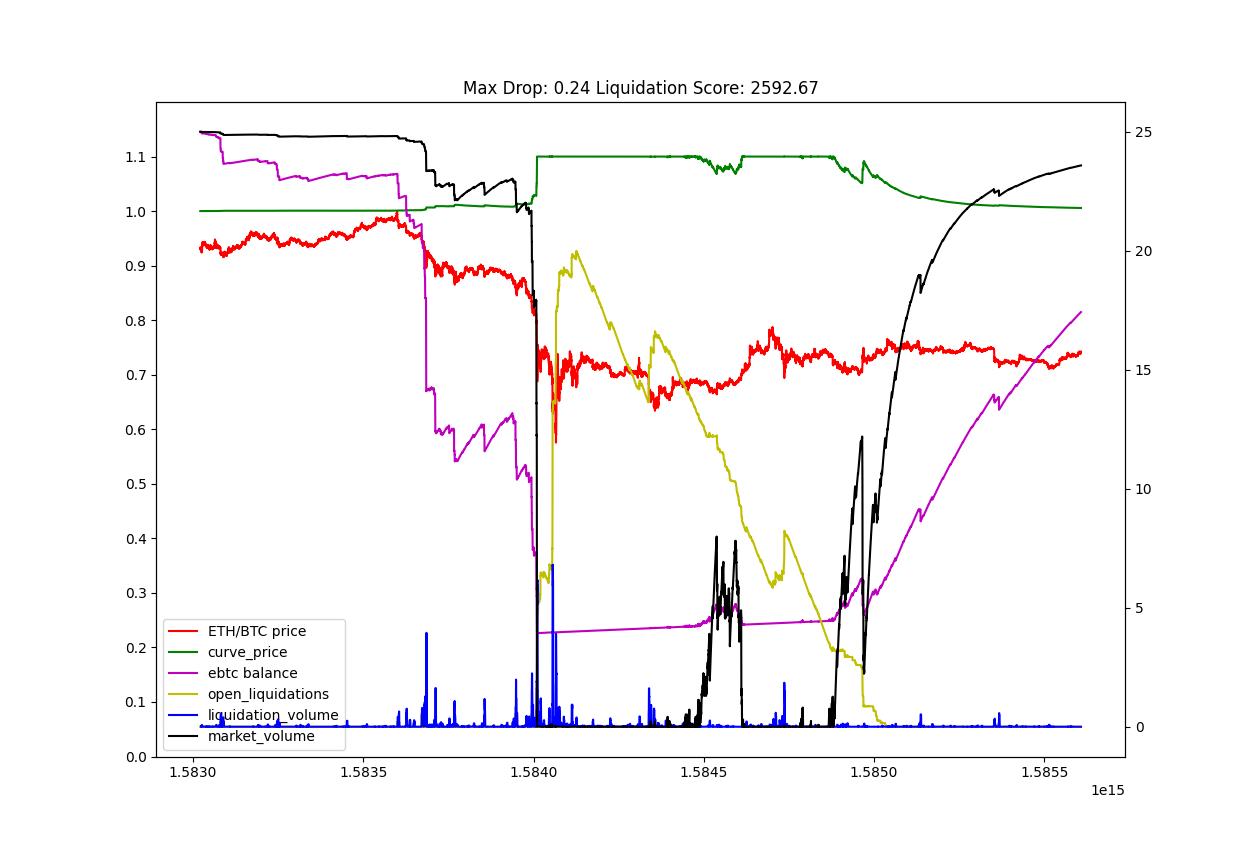 Max Drop: 0.24 Liquidation Score: 2592.67
1.1
1.0
0.9
0.8
0.7
0.6
0.5
0.4
0.3
0.2
0.1
0.0
25
20
15
10
5
0
ETH/BTC price
curve_price
ebtc balance
open_liquidations
liquidation_volume
market_volume
1.5830 1.5835 1.5840 1.5845 1.5850 1.5855
1e15